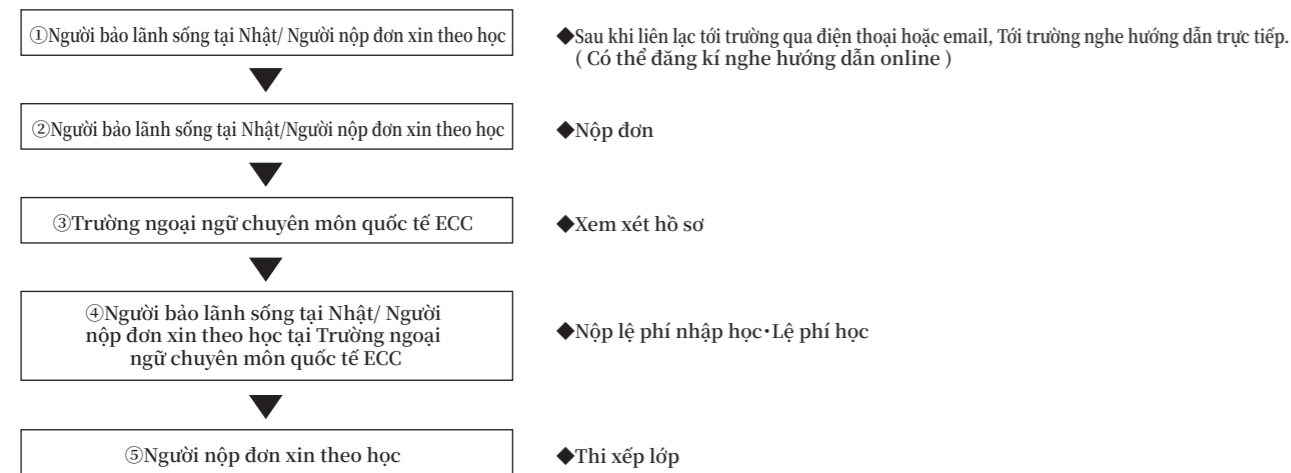 ①Người bảo lãnh sống tại Nhật/ Người nộp đơn xin theo học
◆Sau khi liên lạc tới trường qua điện thoại hoặc email, Tới trường nghe hướng dẫn trực tiếp.
( Có thể đăng kí nghe hướng dẫn online )
②Người bảo lãnh sống tại Nhật/Người nộp đơn xin theo học
◆Nộp đơn
③Trường ngoại ngữ chuyên môn quốc tế ECC
◆Xem xét hồ sơ
④Người bảo lãnh sống tại Nhật/ Người
nộp đơn xin theo học tại Trường ngoại
ngữ chuyên môn quốc tế ECC
◆Nộp lệ phí nhập học・Lệ phí học
⑤Người nộp đơn xin theo học
◆Thi xếp lớp